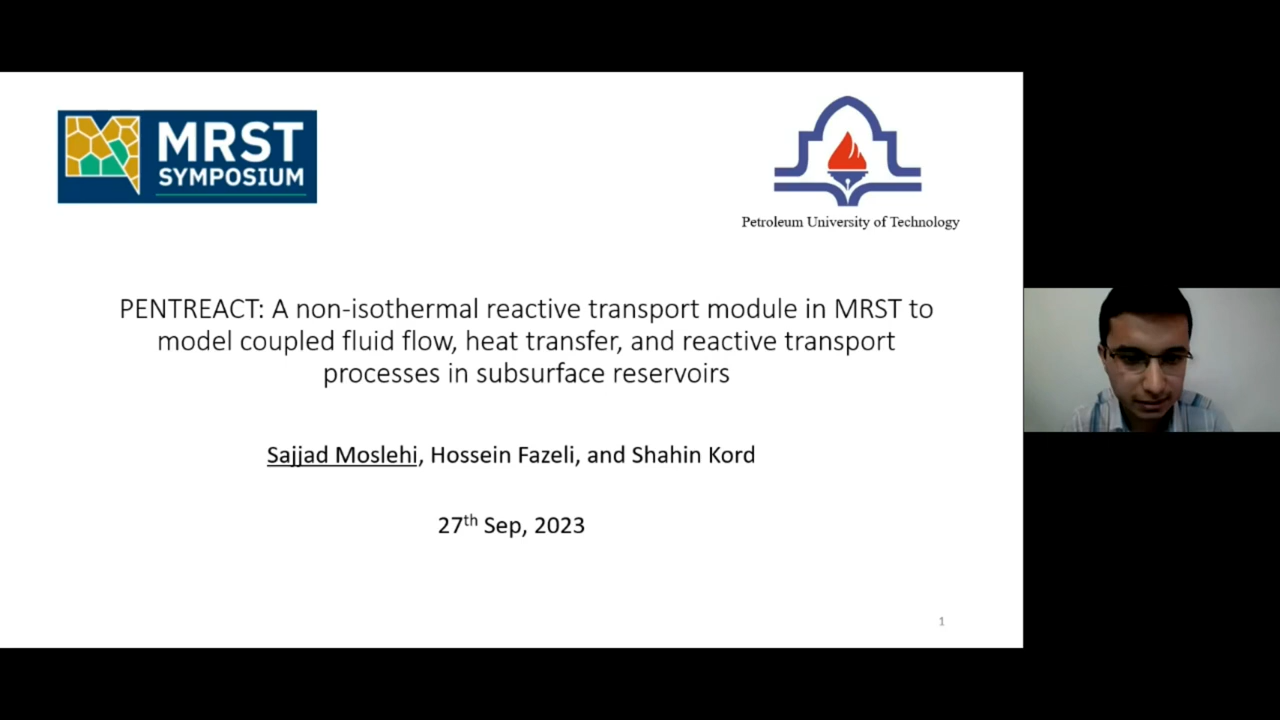 MRST
SYMPOSIUM
Petroleum University of Technology
PENTREACT: A non-isothermal reactive transport module in MRST to
model coupled fluid flow, heat transfer, and reactive transport
processes in subsurface reservoirs
Sajjad Moslehi, Hossein Fazeli, and Shahin Kord
27th Sep, 2023
1